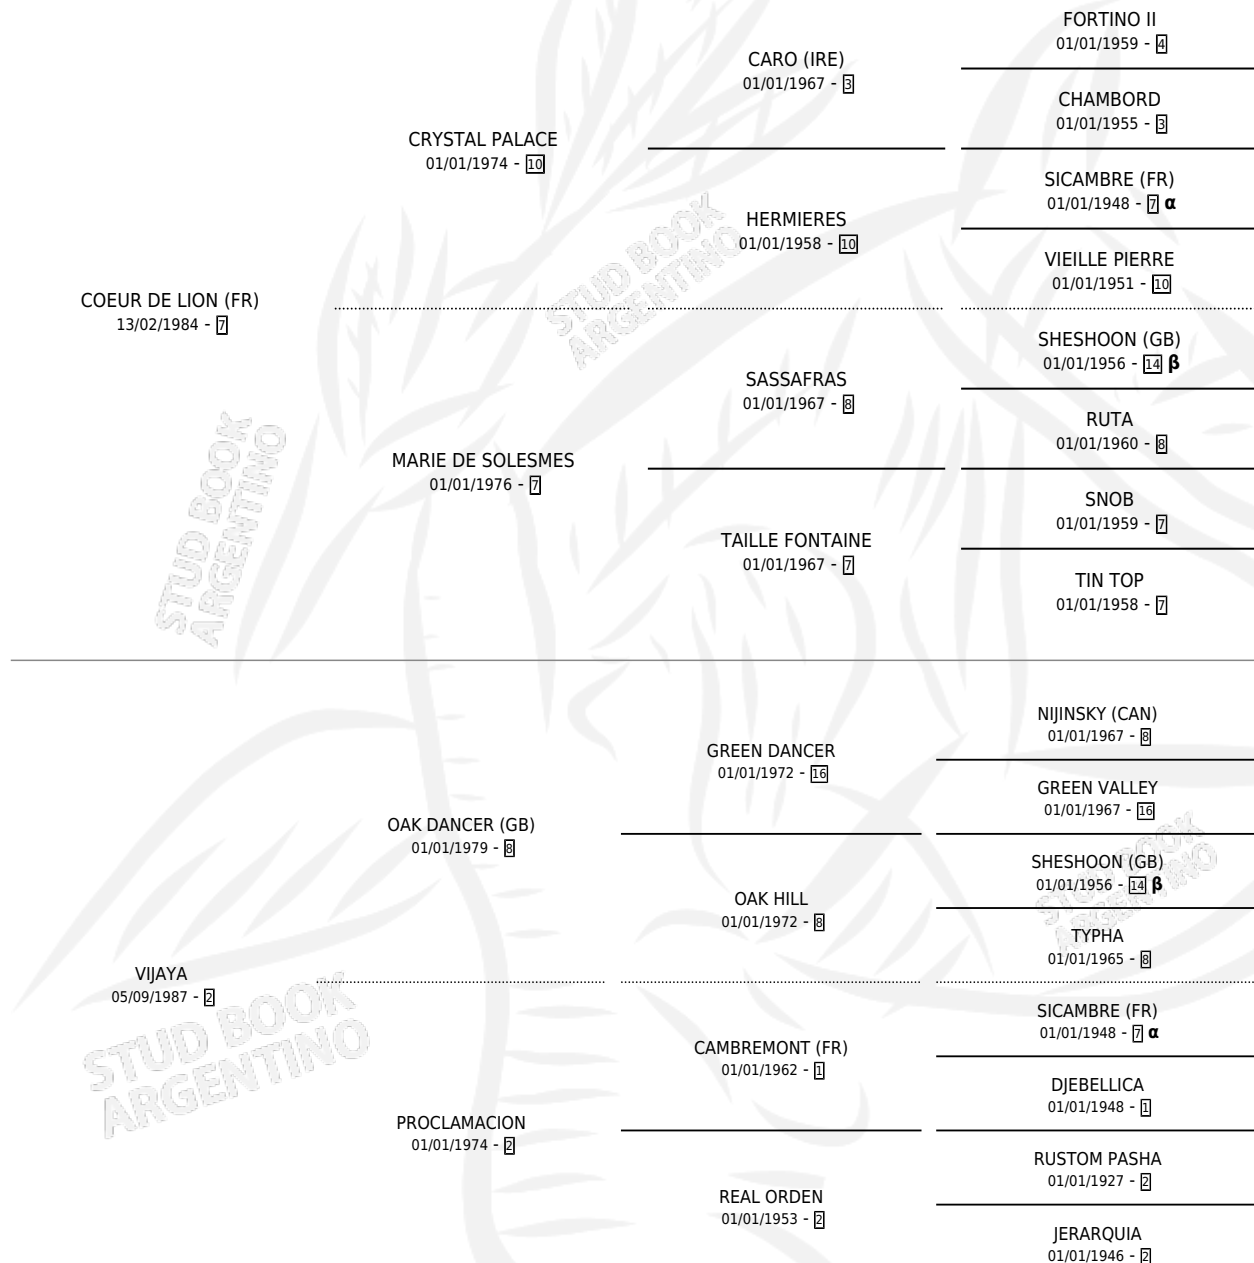 FORTINO II
01/01/1959 - 4
CARO (IRE)
01/01/1967 - 3
CHAMBORD
01/01/1955 - 3
CRYSTAL PALACE
01/01/1974 - 10
SICAMBRE (FR)
01/01/1948 - 7 α
HERMIERES
01/01/1958 - 10
VIEILLE PIERRE
01/01/1951 - 10
COEUR DE LION (FR)
13/02/1984 - 7
SHESHOON (GB)
01/01/1956 - 14 β
SASSAFRAS
01/01/1967 - 8
RUTA
01/01/1960 - 8
MARIE DE SOLESMES
01/01/1976 - 7
SNOB
01/01/1959 - 7
TAILLE FONTAINE
01/01/1967 - 7
TIN TOP
01/01/1958 - 7
NIJINSKY (CAN)
01/01/1967 - 8
GREEN DANCER
01/01/1972 - 16
GREEN VALLEY
01/01/1967 - 16
OAK DANCER (GB)
01/01/1979 - 8
SHESHOON (GB)
01/01/1956 - 14 β
OAK HILL
01/01/1972 - 8
TYPHA
01/01/1965 - 8
VIJAYA
05/09/1987 - 2
SICAMBRE (FR)
01/01/1948 - 7 α
CAMBREMONT (FR)
01/01/1962 - 1
DJEBELLICA
01/01/1948 - 1
PROCLAMACION
01/01/1974 - 2
RUSTOM PASHA
01/01/1927 - 2
REAL ORDEN
01/01/1953 - 2
JERARQUIA
01/01/1946 - 2
STUD BOOK
ARGENTINO
STUD BOOK
ARGENTINO
STUD BOOK
ARGENTINO
STUD BOOK
ARGENTINO